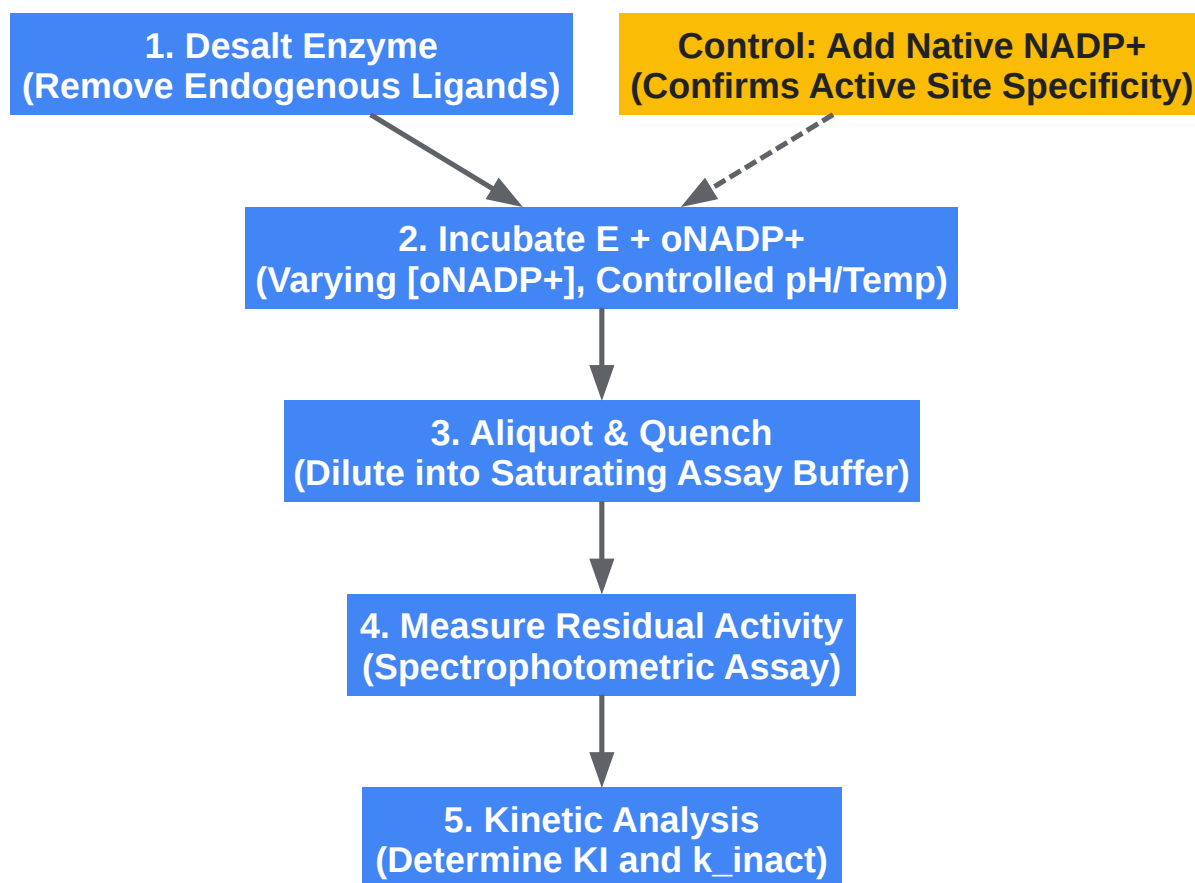 1. Desalt Enzyme
(Remove Endogenous Ligands)
Control: Add Native NADP+
(Confirms Active Site Specificity)
2. Incubate E + oNADP+
(Varying [oNADP+], Controlled pH/Temp)
3. Aliquot & Quench
(Dilute into Saturating Assay Buffer)
4. Measure Residual Activity
(Spectrophotometric Assay)
5. Kinetic Analysis
(Determine KI and k_inact)